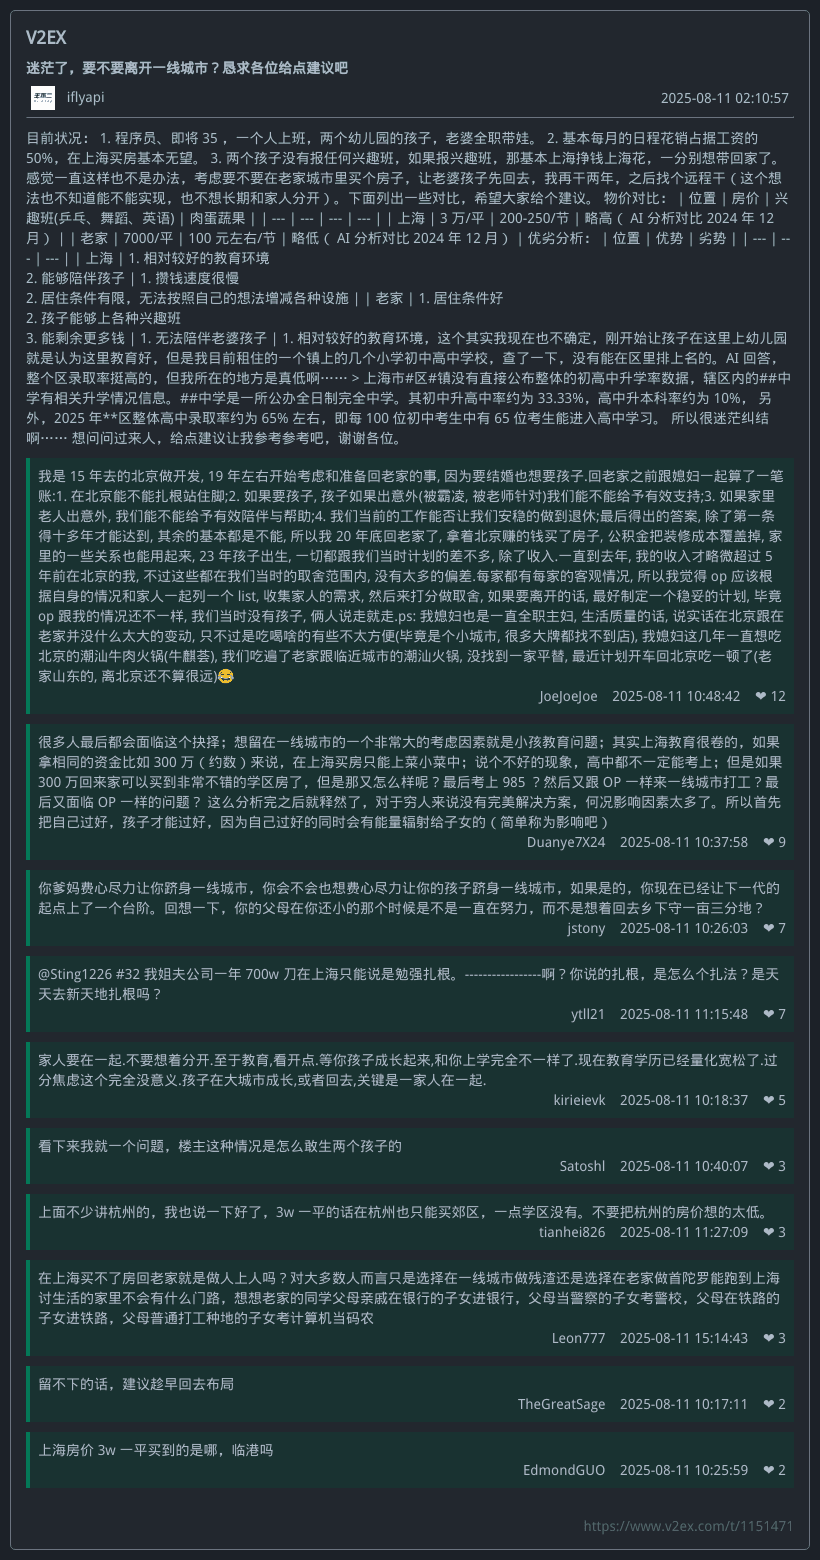 V2EX
迷茫了，要不要离开一线城市？恳求各位给点建议吧
iflyapi
2025-08-11 02:10:57
目前状况： 1. 程序员、即将 35 ，一个人上班，两个幼儿园的孩子，老婆全职带娃。 2. 基本每月的日程花销占据工资的
50%，在上海买房基本无望。 3. 两个孩子没有报任何兴趣班，如果报兴趣班，那基本上海挣钱上海花，一分别想带回家了。
感觉一直这样也不是办法，考虑要不要在老家城市里买个房子，让老婆孩子先回去，我再干两年，之后找个远程干（ 这个想
法也不知道能不能实现，也不想长期和家人分开 ）。下面列出一些对比，希望大家给个建议。 物价对比： | 位置 | 房价 | 兴
趣班(乒乓、舞蹈、英语) | 肉蛋蔬果 | | --- | --- | --- | --- | | 上海 | 3 万/平 | 200-250/节 | 略高（ AI 分析对比 2024 年 12
月 ） | | 老家 | 7000/平 | 100 元左右/节 | 略低（ AI 分析对比 2024 年 12 月 ） | 优劣分析： | 位置 | 优势 | 劣势 | | --- | --
- | --- | | 上海 | 1. 相对较好的教育环境
2. 能够陪伴孩子 | 1. 攒钱速度很慢
2. 居住条件有限，无法按照自己的想法增减各种设施 | | 老家 | 1. 居住条件好
2. 孩子能够上各种兴趣班
3. 能剩余更多钱 | 1. 无法陪伴老婆孩子 | 1. 相对较好的教育环境，这个其实我现在也不确定，刚开始让孩子在这里上幼儿园
就是认为这里教育好，但是我目前租住的一个镇上的几个小学初中高中学校，查了一下，没有能在区里排上名的。AI 回答，
整个区录取率挺高的，但我所在的地方是真低啊…… > 上海市#区#镇没有直接公布整体的初高中升学率数据，辖区内的##中
学有相关升学情况信息。##中学是一所公办全日制完全中学。其初中升高中率约为 33.33%，高中升本科率约为 10%， 另
外，2025 年**区整体高中录取率约为 65% 左右，即每 100 位初中考生中有 65 位考生能进入高中学习。 所以很迷茫纠结
啊…… 想问问过来人，给点建议让我参考参考吧，谢谢各位。
我是 15 年去的北京做开发, 19 年左右开始考虑和准备回老家的事, 因为要结婚也想要孩子.回老家之前跟媳妇一起算了一笔
账:1. 在北京能不能扎根站住脚;2. 如果要孩子, 孩子如果出意外(被霸凌, 被老师针对)我们能不能给予有效支持;3. 如果家里
老人出意外, 我们能不能给予有效陪伴与帮助;4. 我们当前的工作能否让我们安稳的做到退休;最后得出的答案, 除了第一条
得十多年才能达到, 其余的基本都是不能, 所以我 20 年底回老家了, 拿着北京赚的钱买了房子, 公积金把装修成本覆盖掉, 家
里的一些关系也能用起来, 23 年孩子出生, 一切都跟我们当时计划的差不多, 除了收入.一直到去年, 我的收入才略微超过 5
年前在北京的我, 不过这些都在我们当时的取舍范围内, 没有太多的偏差.每家都有每家的客观情况, 所以我觉得 op 应该根
据自身的情况和家人一起列一个 list, 收集家人的需求, 然后来打分做取舍, 如果要离开的话, 最好制定一个稳妥的计划, 毕竟
op 跟我的情况还不一样, 我们当时没有孩子, 俩人说走就走.ps: 我媳妇也是一直全职主妇, 生活质量的话, 说实话在北京跟在
老家并没什么太大的变动, 只不过是吃喝啥的有些不太方便(毕竟是个小城市, 很多大牌都找不到店), 我媳妇这几年一直想吃
北京的潮汕牛肉火锅(牛麒荟), 我们吃遍了老家跟临近城市的潮汕火锅, 没找到一家平替, 最近计划开车回北京吃一顿了(老
家山东的, 离北京还不算很远)😂
JoeJoeJoe 2025-08-11 10:48:42 ❤ 12
很多人最后都会面临这个抉择；想留在一线城市的一个非常大的考虑因素就是小孩教育问题；其实上海教育很卷的，如果
拿相同的资金比如 300 万（约数）来说，在上海买房只能上菜小菜中；说个不好的现象，高中都不一定能考上；但是如果
300 万回来家可以买到非常不错的学区房了，但是那又怎么样呢？最后考上 985 ？然后又跟 OP 一样来一线城市打工？最
后又面临 OP 一样的问题？ 这么分析完之后就释然了，对于穷人来说没有完美解决方案，何况影响因素太多了。所以首先
把自己过好，孩子才能过好，因为自己过好的同时会有能量辐射给子女的（ 简单称为影响吧 ）
Duanye7X24 2025-08-11 10:37:58 ❤ 9
你爹妈费心尽力让你跻身一线城市，你会不会也想费心尽力让你的孩子跻身一线城市，如果是的，你现在已经让下一代的
起点上了一个台阶。回想一下，你的父母在你还小的那个时候是不是一直在努力，而不是想着回去乡下守一亩三分地？
jstony 2025-08-11 10:26:03 ❤ 7
@Sting1226 #32 我姐夫公司一年 700w 刀在上海只能说是勉强扎根。-----------------啊？你说的扎根，是怎么个扎法？是天
天去新天地扎根吗？
ytll21 2025-08-11 11:15:48 ❤ 7
家人要在一起.不要想着分开.至于教育,看开点.等你孩子成长起来,和你上学完全不一样了.现在教育学历已经量化宽松了.过
分焦虑这个完全没意义.孩子在大城市成长,或者回去,关键是一家人在一起.
kirieievk 2025-08-11 10:18:37 ❤ 5
看下来我就一个问题，楼主这种情况是怎么敢生两个孩子的
Satoshl 2025-08-11 10:40:07 ❤ 3
上面不少讲杭州的，我也说一下好了，3w 一平的话在杭州也只能买郊区，一点学区没有。不要把杭州的房价想的太低。
tianhei826 2025-08-11 11:27:09 ❤ 3
在上海买不了房回老家就是做人上人吗？对大多数人而言只是选择在一线城市做残渣还是选择在老家做首陀罗能跑到上海
讨生活的家里不会有什么门路，想想老家的同学父母亲戚在银行的子女进银行，父母当警察的子女考警校，父母在铁路的
子女进铁路，父母普通打工种地的子女考计算机当码农
Leon777 2025-08-11 15:14:43 ❤ 3
留不下的话，建议趁早回去布局
TheGreatSage 2025-08-11 10:17:11 ❤ 2
上海房价 3w 一平买到的是哪，临港吗
EdmondGUO 2025-08-11 10:25:59 ❤ 2
https://www.v2ex.com/t/1151471